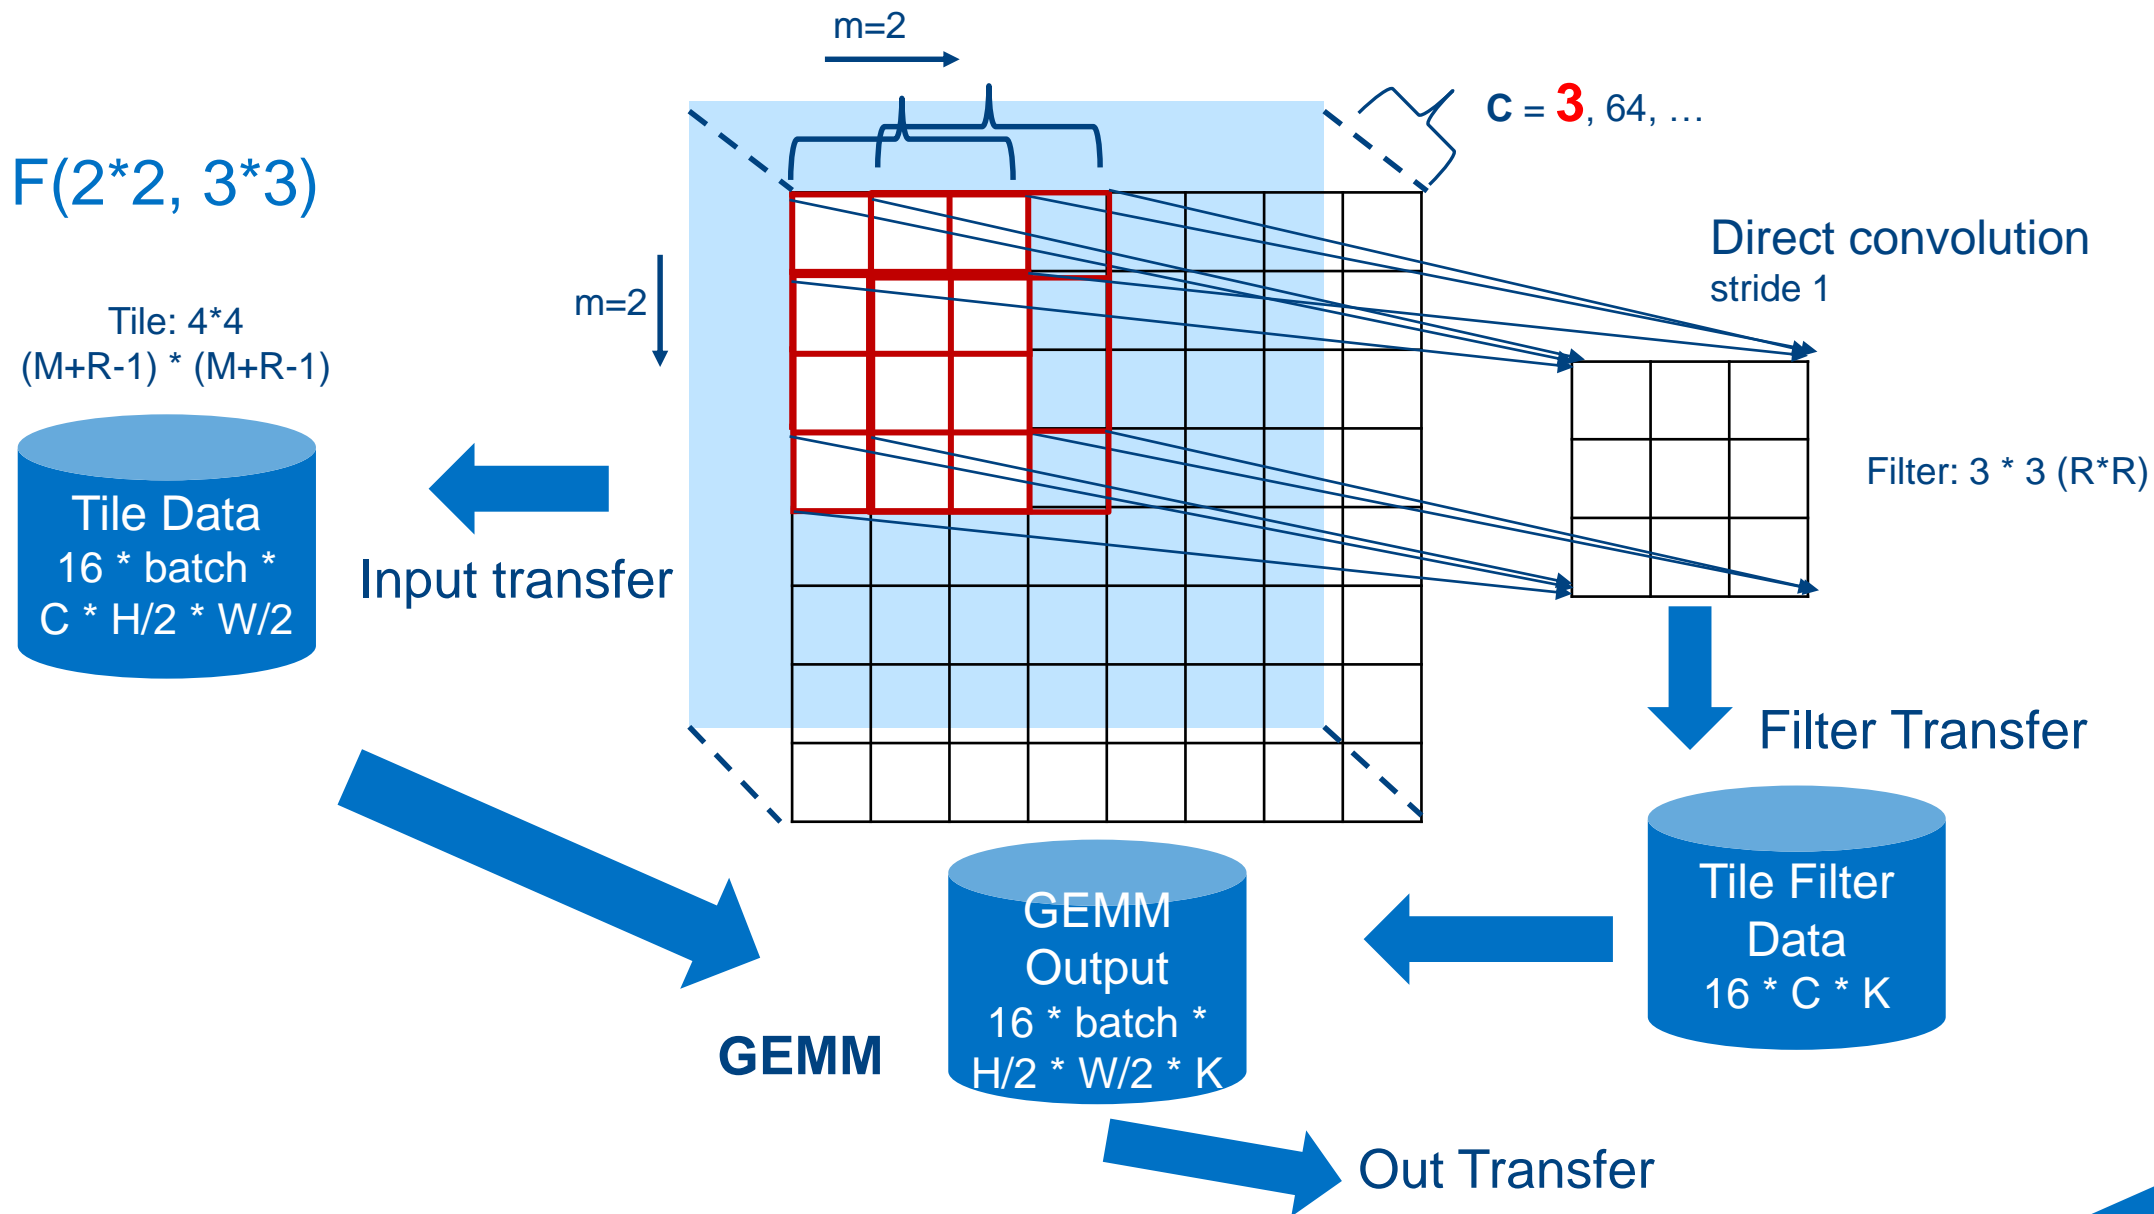 m=2
C = 3, 64, …
F(2*2, 3*3)
Direct convolution
stride 1
m=2
Tile: 4*4
(M+R-1) * (M+R-1)
Filter: 3 * 3 (R*R)
Tile Data
16 * batch *
C * H/2 * W/2
Input transfer
Filter Transfer
GEMM
Output
16 * batch *
H/2 * W/2 * K
Tile Filter
Data
16 * C * K
GEMM
Out Transfer